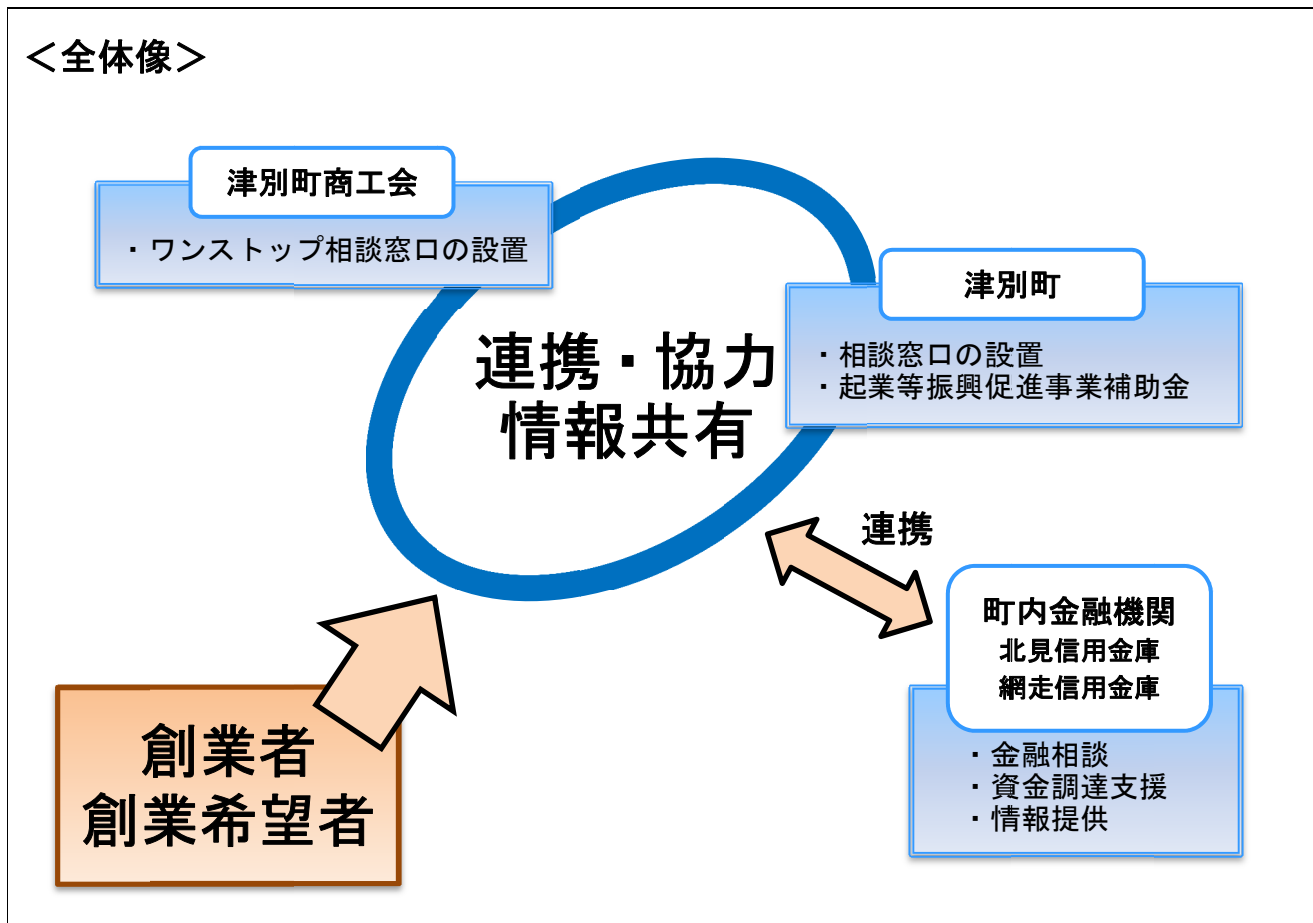 ＜全体像＞
津別町商工会
・ワンストップ相談窓口の設置
津別町
・相談窓口の設置
・起業等振興促進事業補助金
連携・協力
情報共有
連携
町内金融機関
北見信用金庫
網走信用金庫
・金融相談
・資金調達支援
・情報提供
創業者
創業希望者